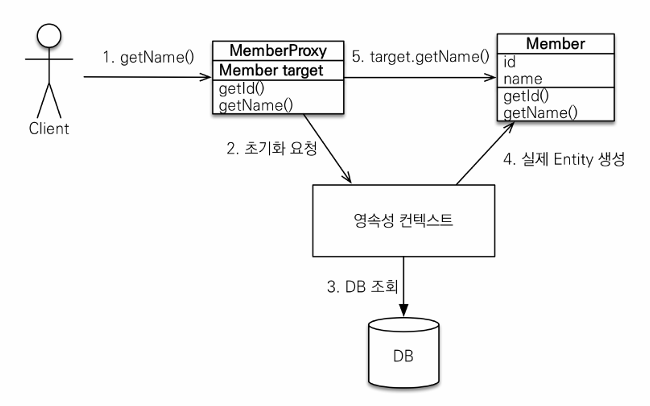 1. getName()
MemberProxy
Member target
getId()
getName()
5. target.getName()
Member
id
name
getId()
getName()
Client
2. 초기화 요청
4. 실제 Entity 생성
영속성 컨텍스트
3. DB 조회
DB